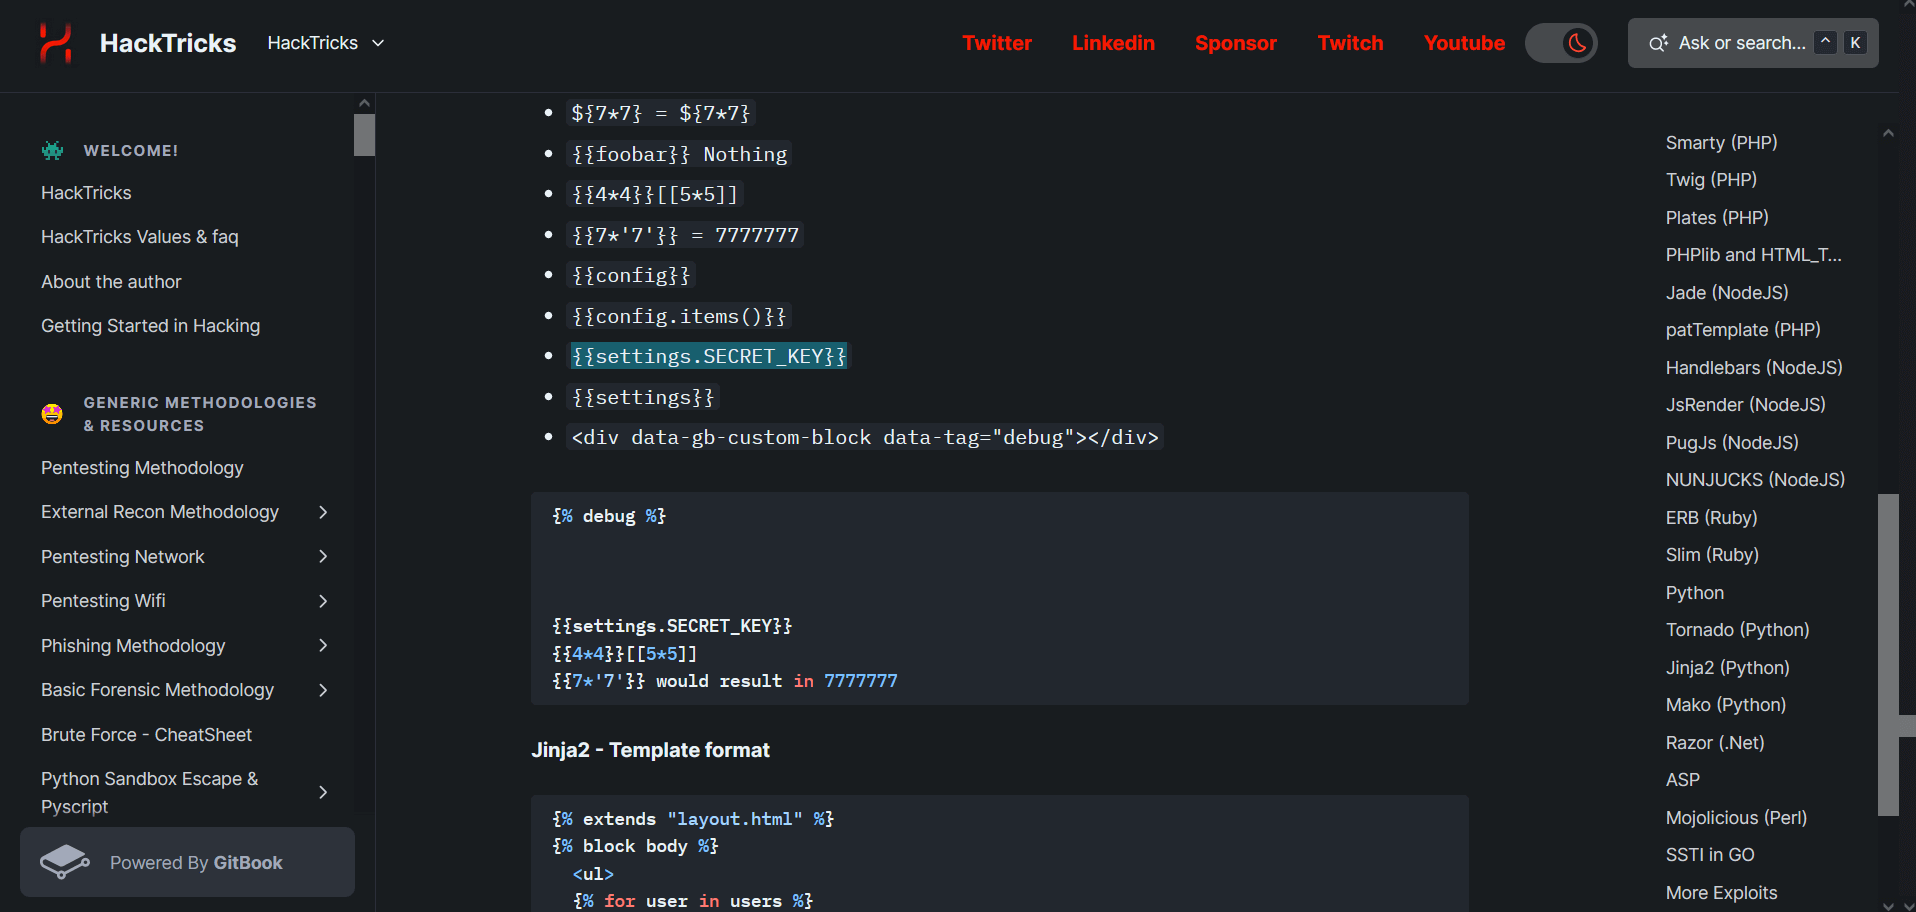 HackTricks
HackTricks
Twitter
Linkedin
Sponsor
Twitch
Youtube
Ask or search...
^
K
WELCOME!
HackTricks
HackTricks Values & faq
About the author
Getting Started in Hacking
GENERIC METHODOLOGIES
& RESOURCES
Pentesting Methodology
External Recon Methodology
Pentesting Network
Pentesting Wifi
Phishing Methodology
Basic Forensic Methodology
Brute Force - CheatSheet
Python Sandbox Escape &
Pyscript
Powered By GitBook
${7*7} = ${7*7}
{{foobar}} Nothing
{{4*4}}[[5*5]]
{{7*'7'}} = 7777777
{{config}}
{{config.items()}}
{{settings.SECRET_KEY}}
{{settings}}
<div data-gb-custom-block data-tag="debug"></div>
{% debug %}
{{settings.SECRET_KEY}}
{{4*4}}[[5*5]]
{{7*'7'}} would result in 7777777
Jinja2 - Template format
{% extends "layout.html" %}
{% block body %}
<ul>
{% for user in users %}
Smarty (PHP)
Twig (PHP)
Plates (PHP)
PHPlib and HTML_T...
Jade (NodeJS)
patTemplate (PHP)
Handlebars (NodeJS)
JsRender (NodeJS)
PugJs (NodeJS)
NUNJUCKS (NodeJS)
ERB (Ruby)
Slim (Ruby)
Python
Tornado (Python)
Jinja2 (Python)
Mako (Python)
Razor (.Net)
ASP
Mojolicious (Perl)
SSTI in GO
More Exploits